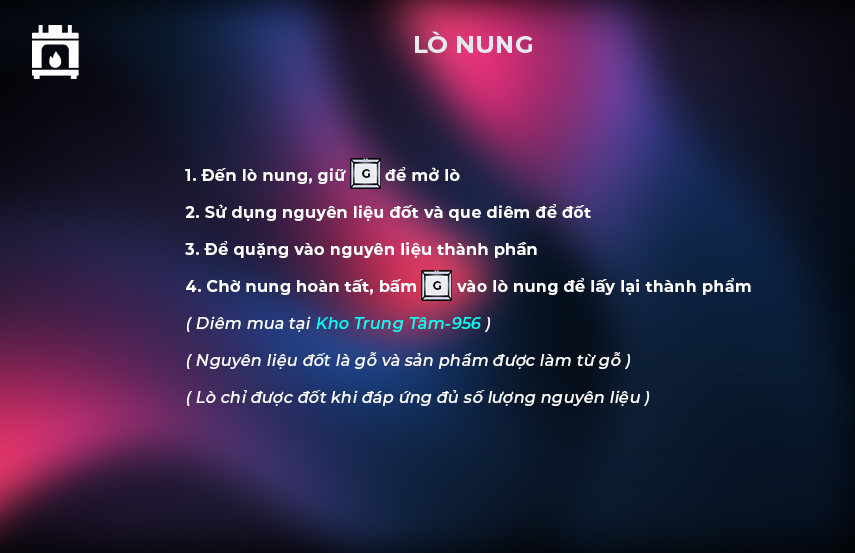 LÒ NUNG
1. Đến lò nung, giữ G để mở lò
2. Sử dụng nguyên liệu đốt và que diêm để đốt
3. Để quặng vào nguyên liệu thành phần
4. Chờ nung hoàn tất, bấm G vào lò nung để lấy lại thành phẩm
( Diêm mua tại Kho Trung Tâm-956 )
( Nguyên liệu đốt là gỗ và sản phẩm được làm từ gỗ )
( Lò chỉ được đốt khi đáp ứng đủ số lượng nguyên liệu )